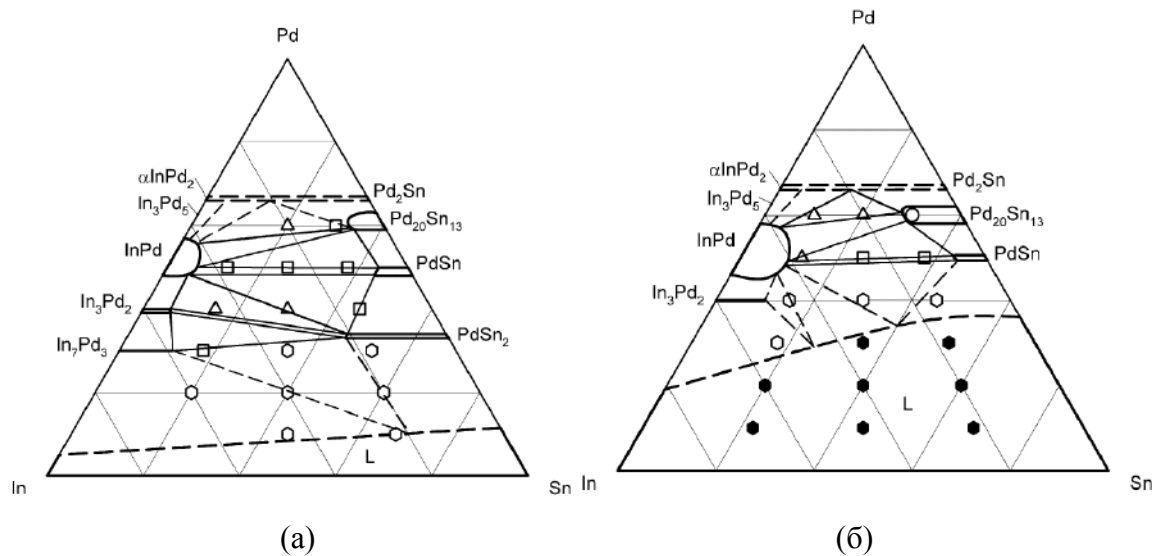 Pd
αInPd₂
In₃Pd₅
InPd
In₃Pd₂
In₇Pd₃
Pd₂Sn
Pd₂₀Sn₁₃
PdSn
PdSn₂
L
In
Sn
(а)
Pd
αInPd₂
In₃Pd₅
InPd
In₃Pd₂
Pd₂Sn
Pd₂₀Sn₁₃
PdSn
L
In
Sn
(б)